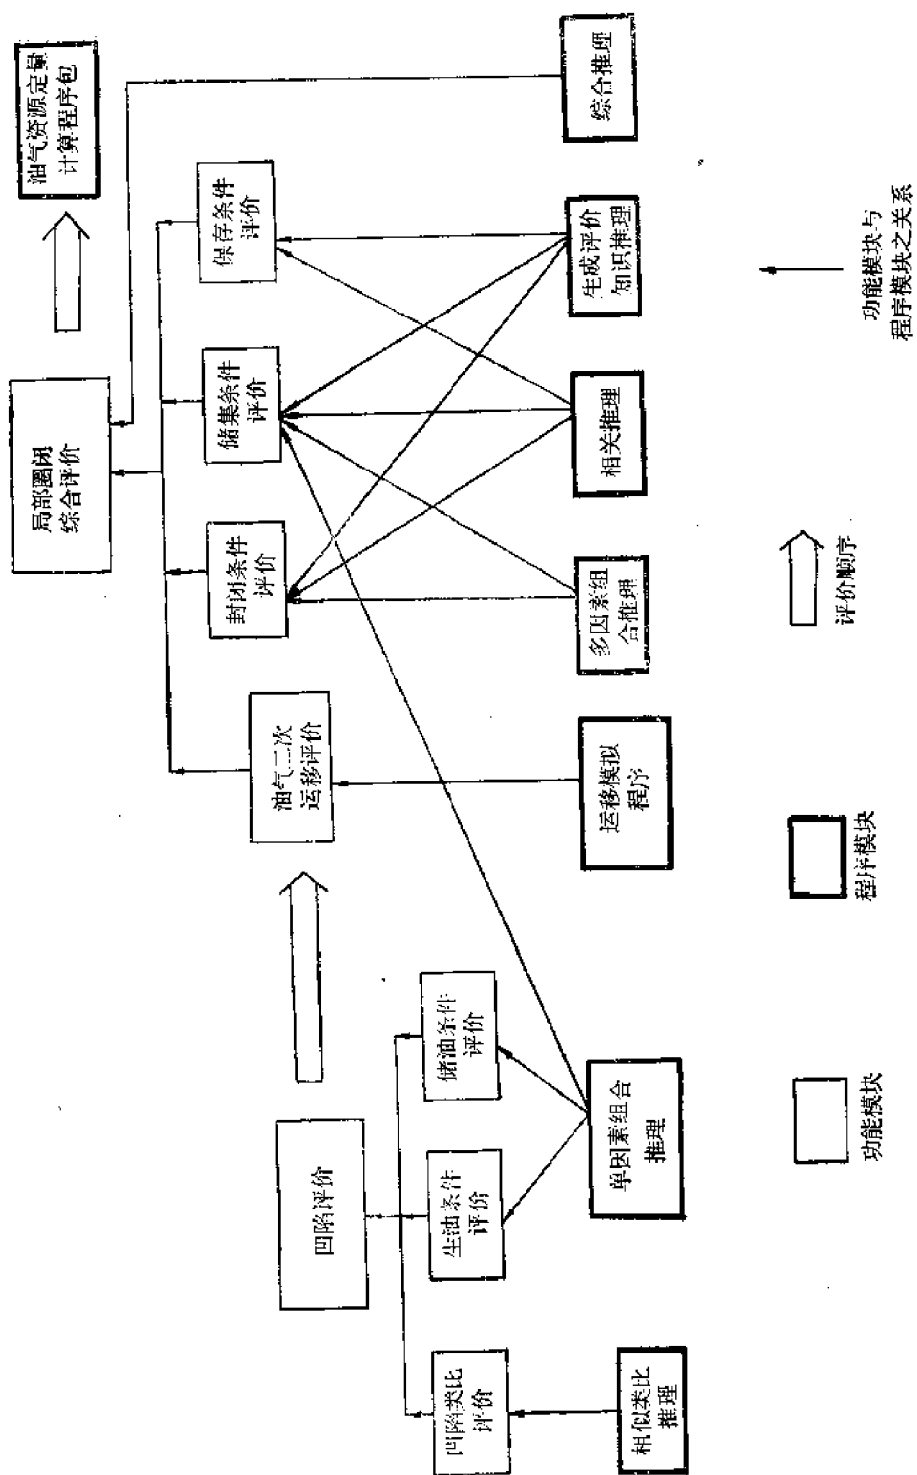 凹陷评价
凹陷类比
评价
生油条件
评价
储油条件
评价
相似类比
推理
单因素组合
推理
局部圈闭
综合评价
油气资源定量
计算程序包
油气二次
运移评价
封闭条件
评价
储集条件
评价
保存条件
评价
运移模拟
程序
多因素组
合推理
相关推理
生成评价
知识推理
综合推理
功能模块
程序模块
评价顺序
功能模块与
程序模块之关系